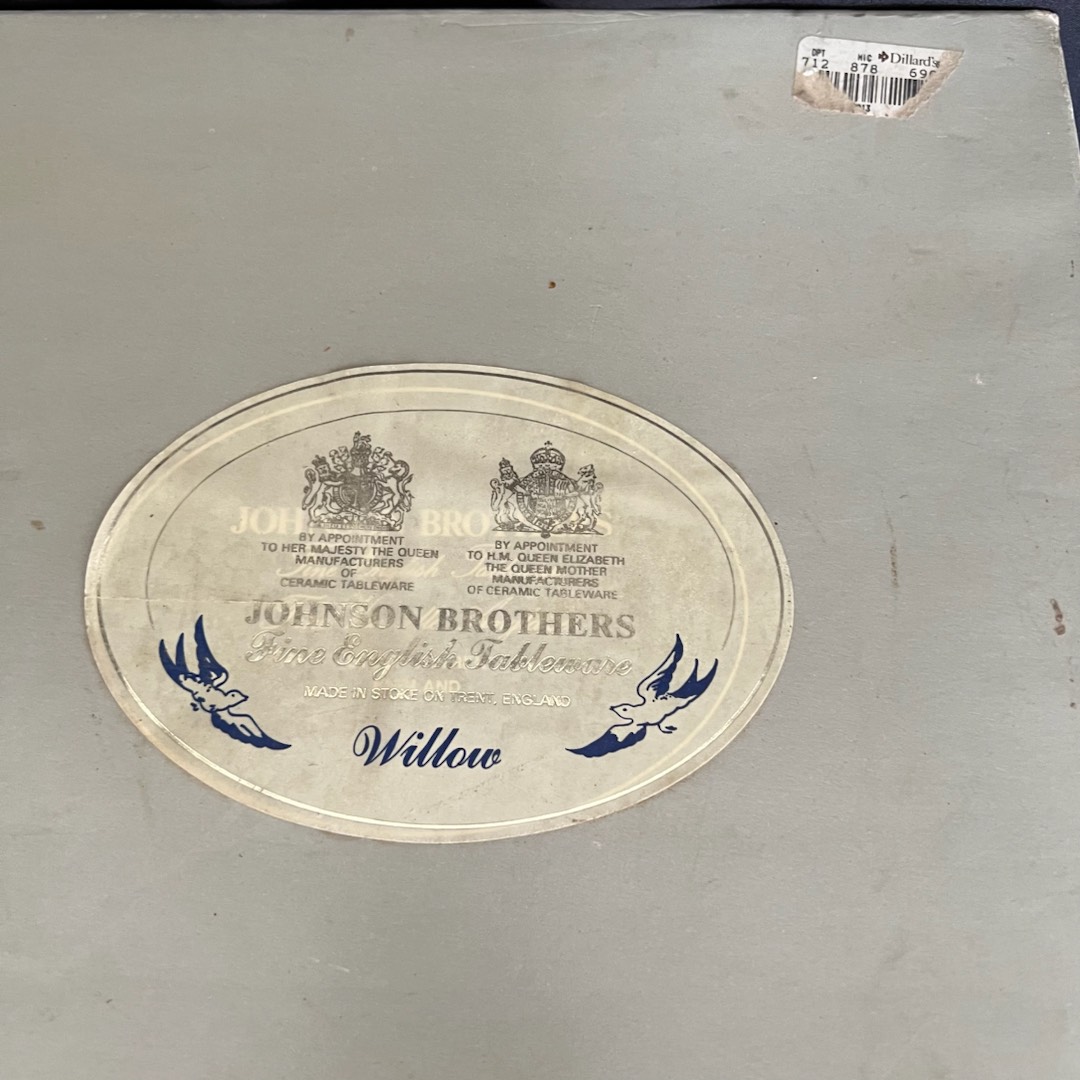 DPT MIC Dillard's
712 878
BY APPOINTMENT
TO HER MAJESTY THE QUEEN
MANUFACTURERS
OF
CERAMIC TABLEWARE
BY APPOINTMENT
TO H.M. QUEEN ELIZABETH
THE QUEEN MOTHER
MANUFACTURERS
OF CERAMIC TABLEWARE
JOHNSON BROTHERS
Fine English Tableware
MADE IN STOKE ON TRENT, ENGLAND
Willow